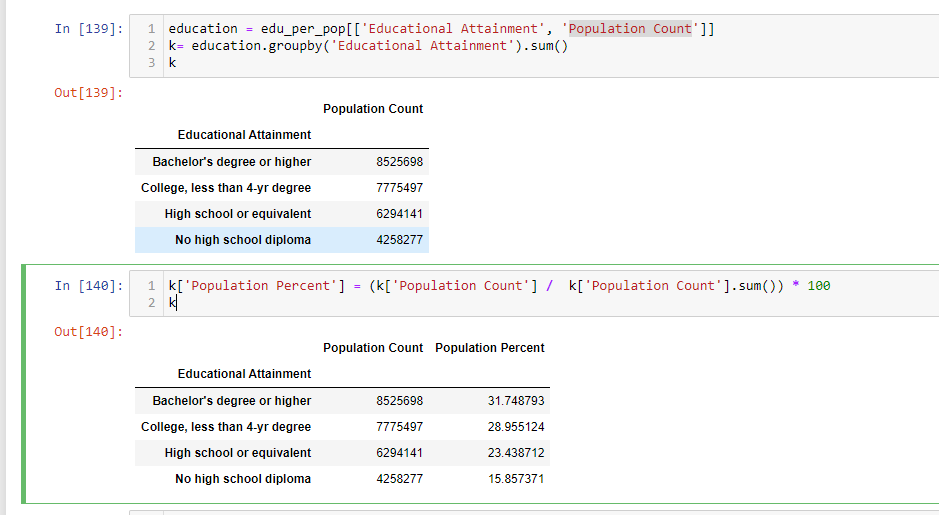 In [139]:
1 education = edu_per_pop[['Educational Attainment', 'Population Count']]
2 k= education.groupby('Educational Attainment').sum()
3 k
Out[139]:
Population Count
Educational Attainment
Bachelor's degree or higher 8525698
College, less than 4-yr degree 7775497
High school or equivalent 6294141
No high school diploma 4258277
In [140]:
1 k['Population Percent'] = (k['Population Count'] /  k['Population Count'].sum()) * 100
2 k
Out[140]:
Population Count Population Percent
Educational Attainment
Bachelor's degree or higher 8525698 31.748793
College, less than 4-yr degree 7775497 28.955124
High school or equivalent 6294141 23.438712
No high school diploma 4258277 15.857371